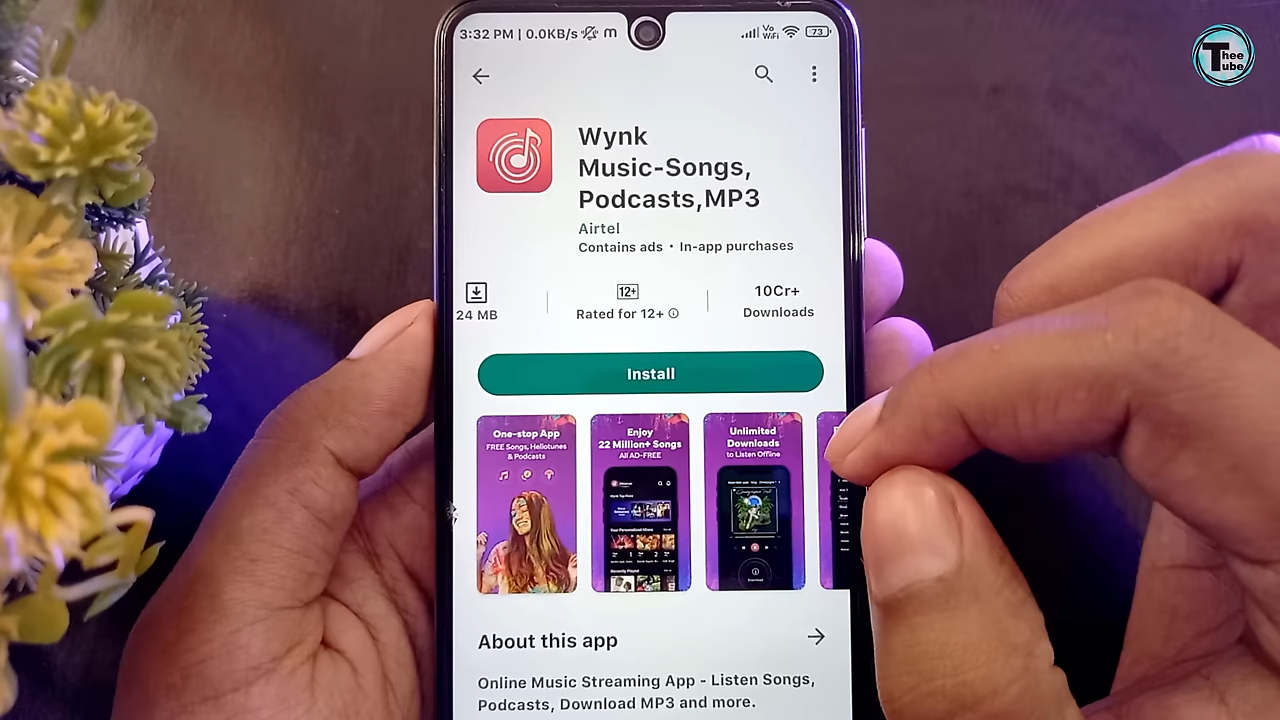 3:32 PM | 0.0KB/s
Vo
WiFi
73
Thee
Tube
Wynk
Music-Songs,
Podcasts,MP3
Airtel
Contains ads • In-app purchases
24 MB
12+
Rated for 12+
10Cr+
Downloads
Install
One-stop App
FREE Songs, Hellotunes
& Podcasts
Enjoy
22 Million+ Songs
All AD-FREE
Unlimited
Downloads
to Listen Offline
About this app
Online Music Streaming App - Listen Songs,
Podcasts, Download MP3 and more.